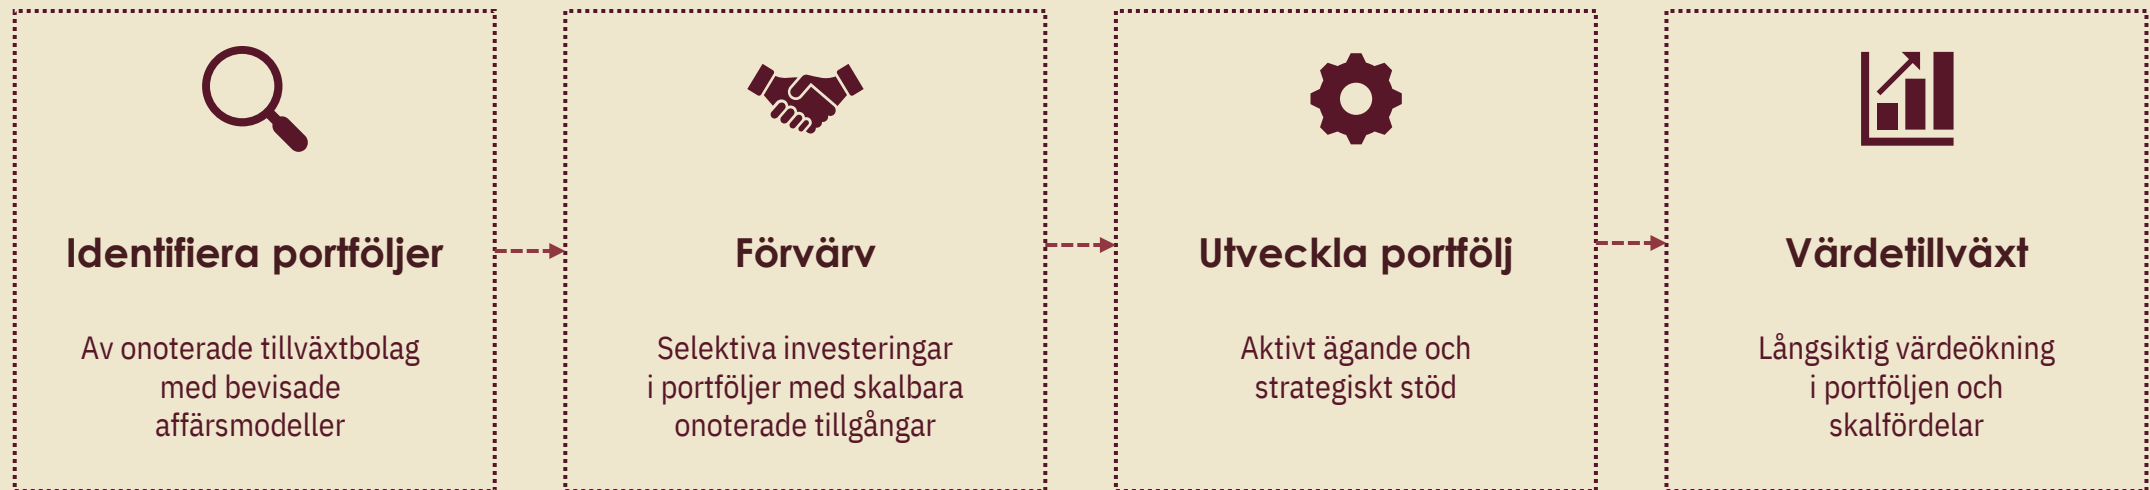 Identifiera portföljer
Av onoterade tillväxtbolag
med bevisade
affärsmodeller
Förvärv
Selektiva investeringar
i portföljer med skalbara
onoterade tillgångar
Utveckla portfölj
Aktivt ägande och
strategiskt stöd
Värdetillväxt
Långsiktig värdeökning
i portföljen och
skalfördelar